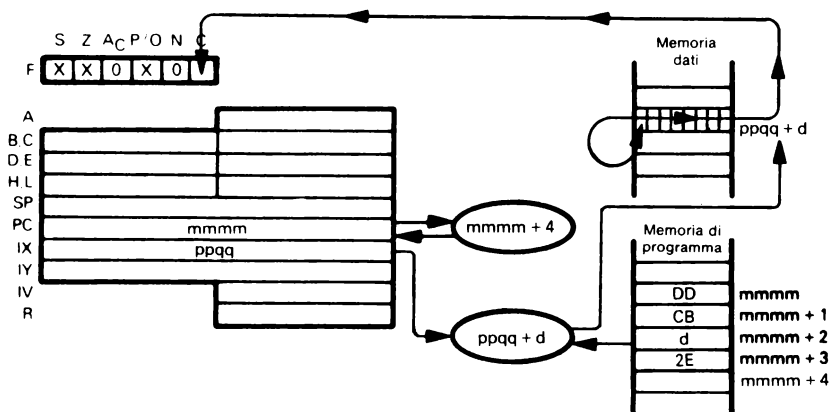 S Z AC P/O N C
F X X 0 X 0
Memoria
dati
ppqq + d
A
B,C
D,E
H,L
SP
PC mmmm
mmmm + 4
IX ppqq
IY
IV
R
ppqq + d
Memoria di
programma
DD mmmm
CB mmmm + 1
d mmmm + 2
2E mmmm + 3
mmmm + 4